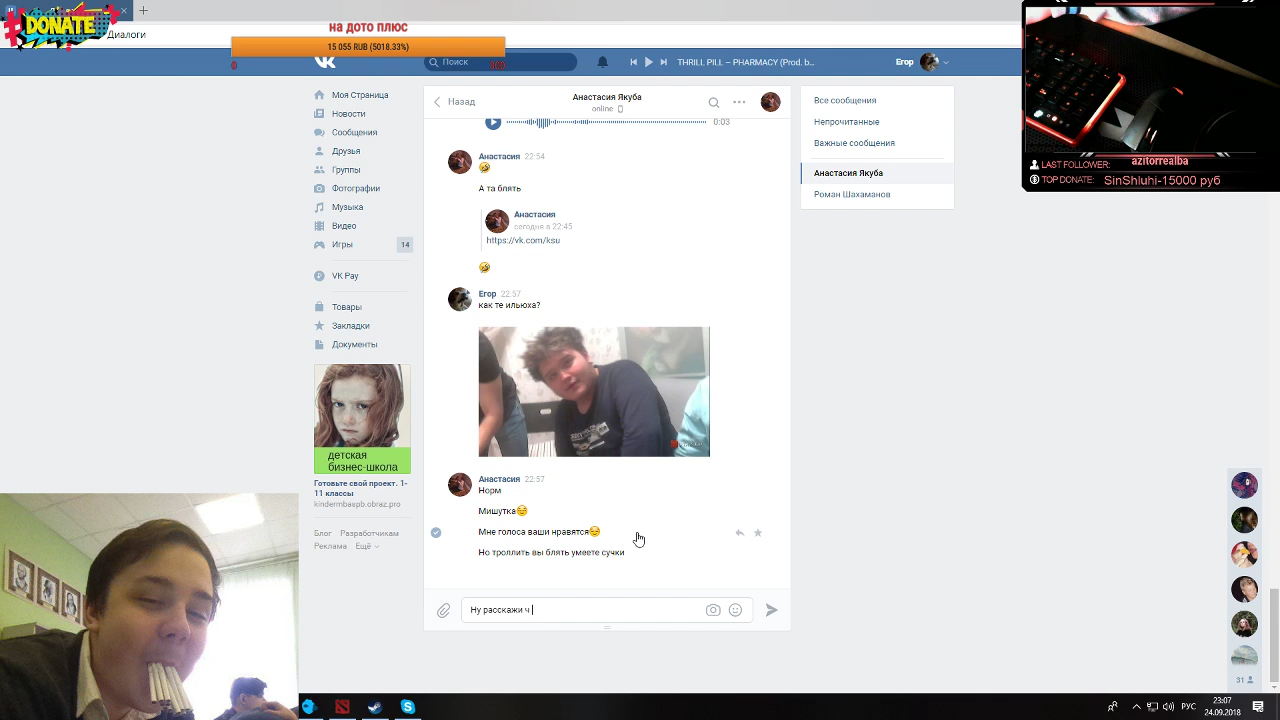 DONATE
Диалоги
на дото плюс
15 055 RUB (5018.33%)
0
300
Поиск
THRILL PILL – PHARMACY (Prod. b...
Егор
Моя Страница
Новости
Сообщения
Друзья
Группы
Фотографии
Музыка
Видео
Игры
14
VK Pay
Товары
Закладки
Документы
детская
бизнес-школа
Готовьте свой проект. 1-
11 классы
kindermbaspb.obraz.pro
Блог Разработчикам
Реклама Ещё
Назад
Анастасия Якуба
online
0:03
Анастасия 22:54
А та блять
Анастасия
сегодня в 22:45
https://vk.com/ksu
Егор 22:57
как те ильюха?
Анастасия 22:57
Норм
Мишутка
Мне голоса ваши нравятся
Но троллить вы блять умеете сучки
Ну расскажи ч
Все сообщения
Непрочитанные
Важные сообщения
Анастасия Якуба
Роман Шахаманов
LAST FOLLOWER: azitorrealba
TOP DONATE: SinShluhi-15000 руб
31
РУС
23:07
24.09.2018